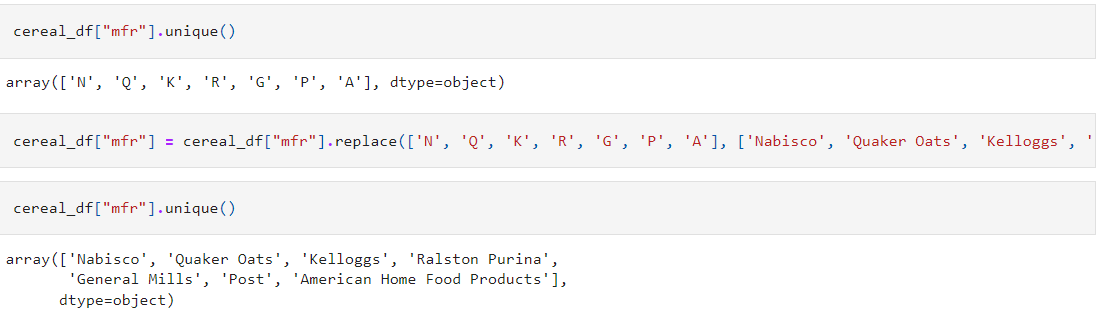 cereal_df["mfr"].unique()
array(['N', 'Q', 'K', 'R', 'G', 'P', 'A'], dtype=object)
cereal_df["mfr"] = cereal_df["mfr"].replace(['N', 'Q', 'K', 'R', 'G', 'P', 'A'], ['Nabisco', 'Quaker Oats', 'Kelloggs', '
cereal_df["mfr"].unique()
array(['Nabisco', 'Quaker Oats', 'Kelloggs', 'Ralston Purina',
'General Mills', 'Post', 'American Home Food Products'],
dtype=object)